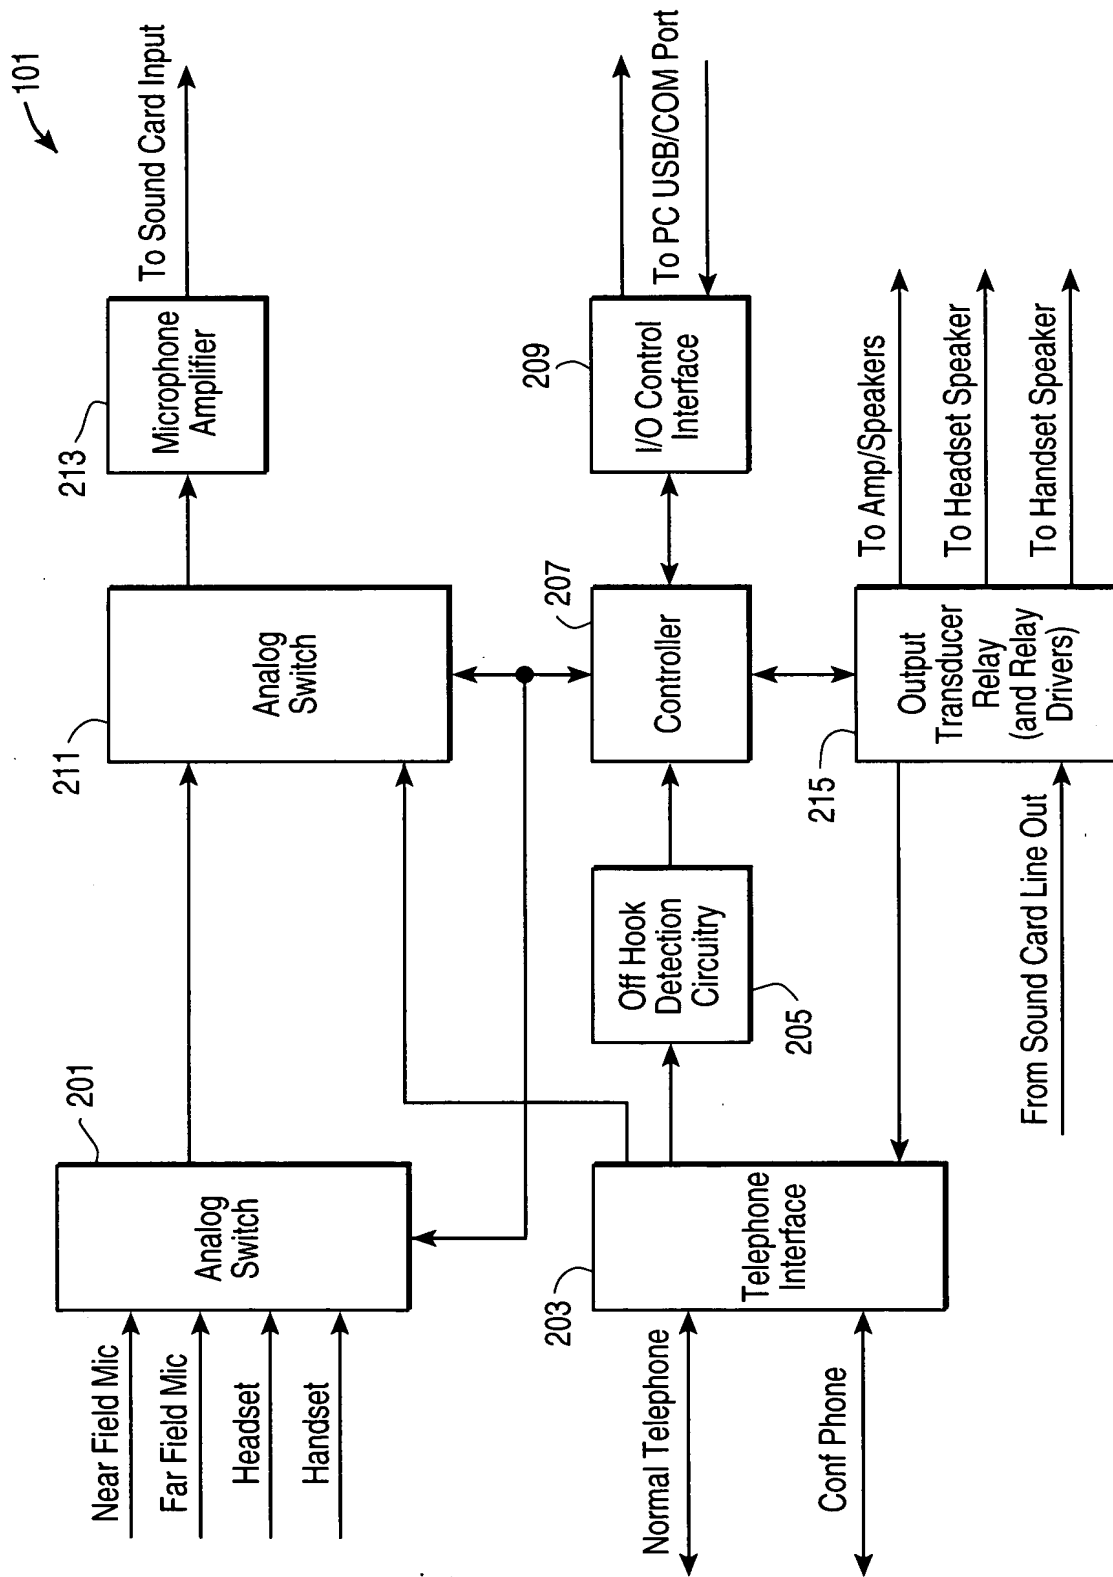 101
To Sound Card Input
213
Microphone
Amplifier
211
Analog
Switch
201
Analog
Switch
Near Field Mic
Far Field Mic
Headset
Handset
To PC USB/COM Port
209
I/O Control
Interface
207
Controller
Off Hook
Detection
Circuitry
205
203
Telephone
Interface
Normal Telephone
Conf Phone
To Amp/Speakers
To Headset Speaker
To Handset Speaker
215
Output
Transducer
Relay
(and Relay
Drivers)
From Sound Card Line Out